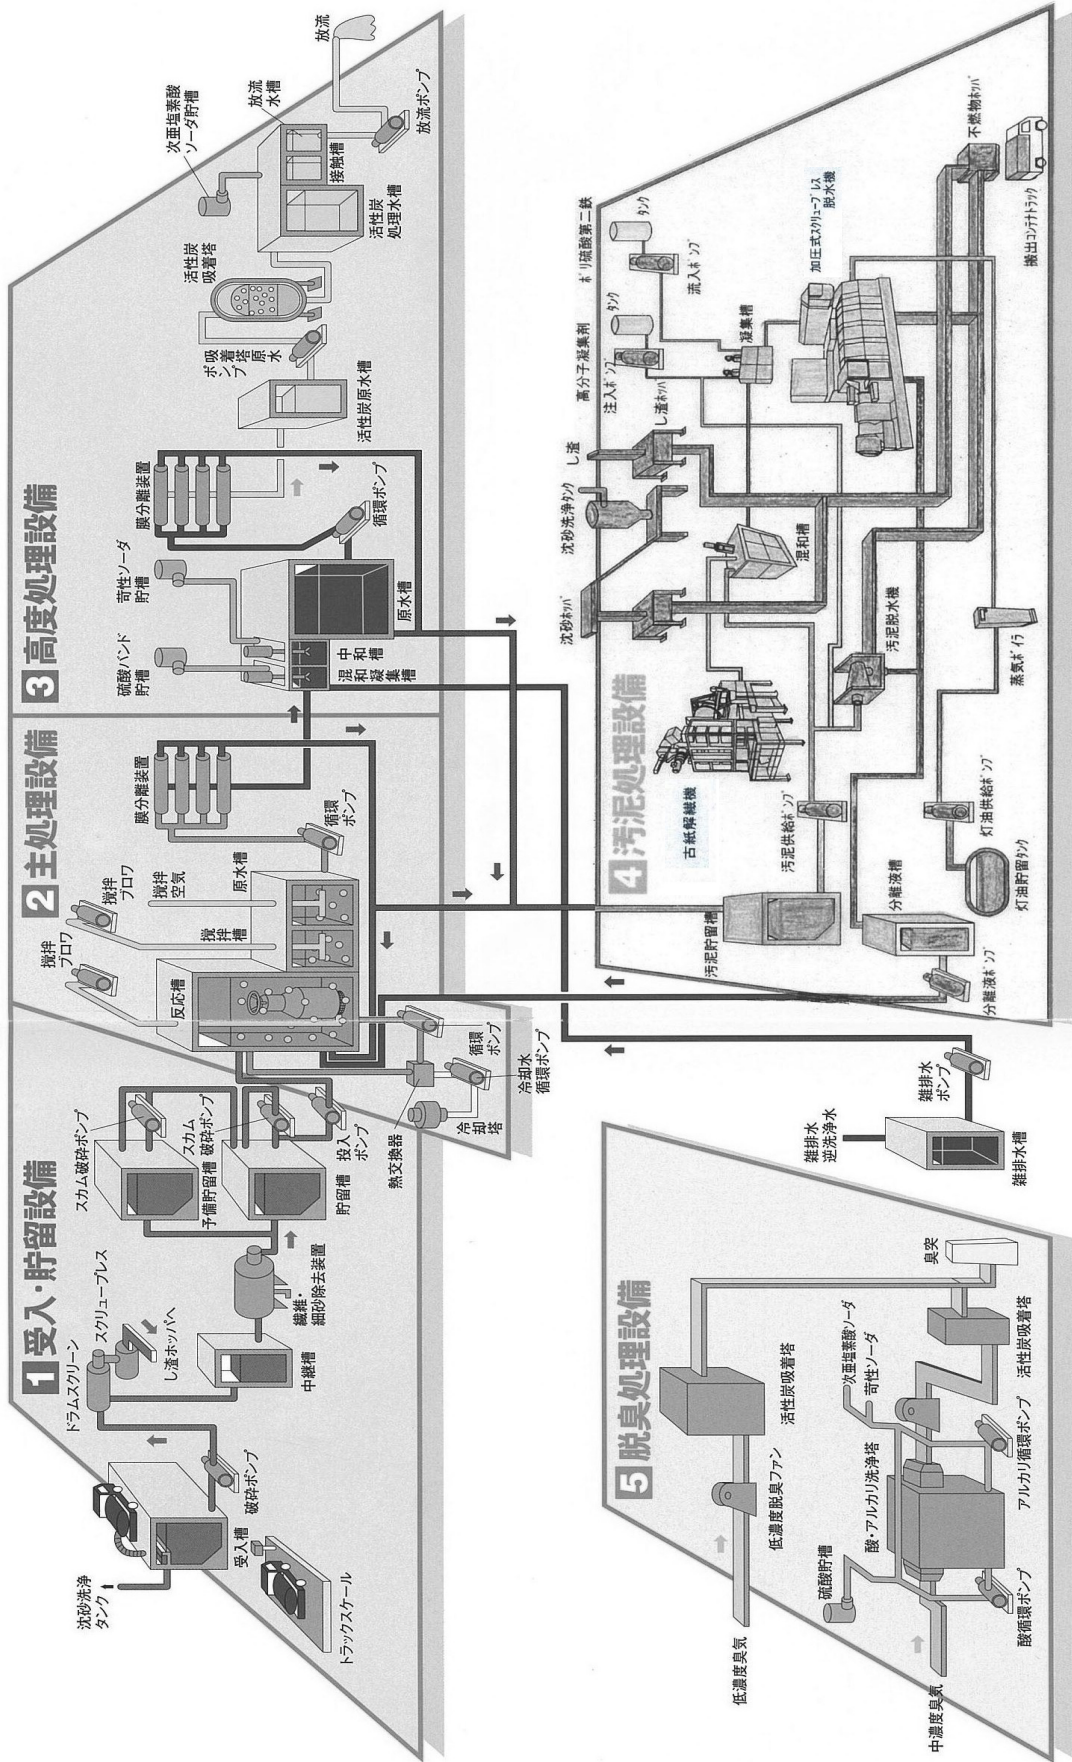 1 受入・貯留設備
沈砂洗浄
タンク
受入槽
トラックスケール
破砕ポンプ
ドラムスクリーン
スクリュープレス
し渣ホッパへ
中継槽
繊維・
細砂除去装置
スカム破砕ポンプ
予備貯留槽
スカム
破砕ポンプ
貯留槽
投入
ポンプ
2 主処理設備
撹拌
ブロワ
撹拌
ブロワ
撹拌
空気
反応槽
撹拌
槽
原水槽
循環
ポンプ
膜分離装置
熱交換器
冷却
塔
循環
ポンプ
冷却水
循環ポンプ
3 高度処理設備
硫酸バンド
貯槽
苛性ソーダ
貯槽
膜分離装置
混和
凝集
槽
中和槽
原水槽
循環ポンプ
活性炭原水槽
吸着塔原水
ポンプ
活性炭
吸着塔
次亜塩素酸
ソーダ貯槽
活性炭
処理水槽
接触槽
放流
水槽
放流ポンプ
放流
4 汚泥処理設備
沈砂ホッパ
沈砂洗浄タンク
し渣
し渣ホッパ
高分子凝集剤
注入ポンプ
タンク
ポリ硫酸第二鉄
流入ポンプ
タンク
凝集槽
加圧式スクリュープレス
脱水機
混和槽
古紙解繊機
汚泥供給ポンプ
汚泥脱水機
汚泥貯留槽
分離液槽
分離液ポンプ
灯油貯留タンク
灯油供給ポンプ
蒸気ボイラ
不燃物ホッパ
搬出コンテナトラック
雑排水
逆洗浄水
雑排水槽
雑排水
ポンプ
5 脱臭処理設備
低濃度臭気
低濃度脱臭ファン
活性炭吸着塔
臭突
中濃度臭気
硫酸貯槽
酸・アルカリ洗浄塔
次亜塩素酸ソーダ
苛性ソーダ
酸循環ポンプ
アルカリ循環ポンプ
活性炭吸着塔